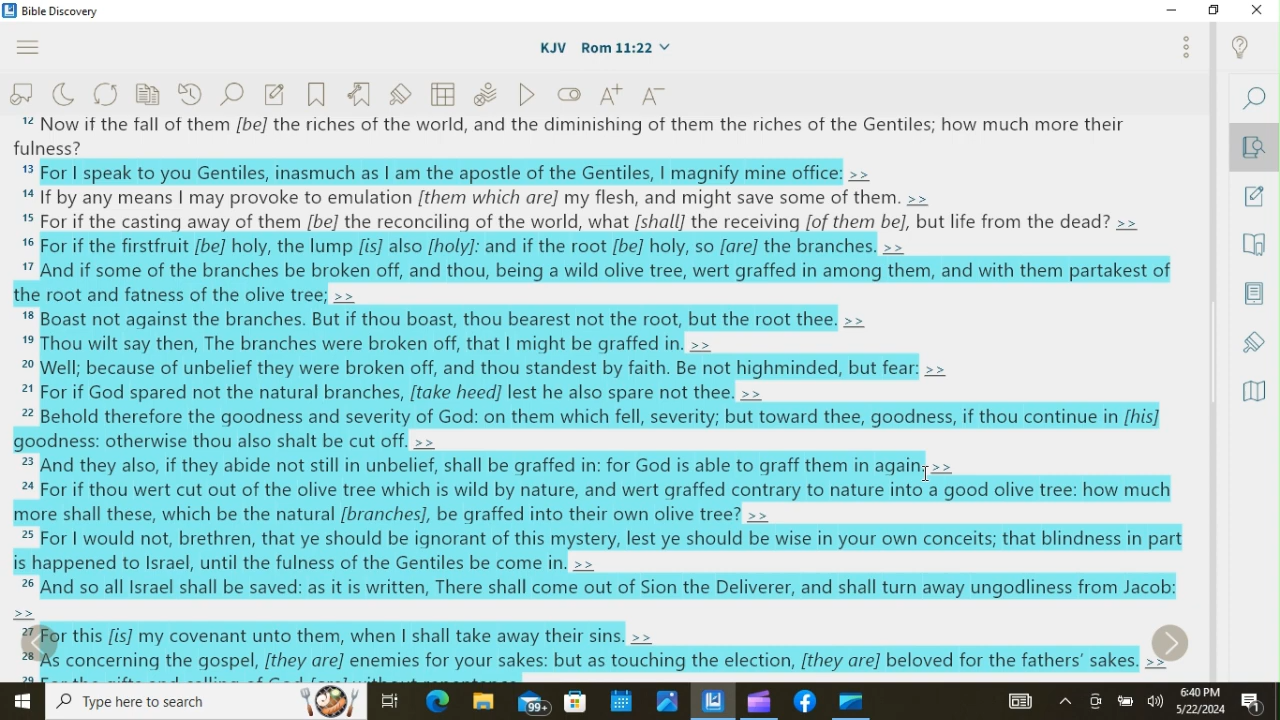 Bible Discovery
KJV Rom 11:22
12 Now if the fall of them [be] the riches of the world, and the diminishing of them the riches of the Gentiles; how much more their
fulness?
13 For I speak to you Gentiles, inasmuch as I am the apostle of the Gentiles, I magnify mine office: >>
14 If by any means I may provoke to emulation [them which are] my flesh, and might save some of them. >>
15 For if the casting away of them [be] the reconciling of the world, what [shall] the receiving [of them be], but life from the dead? >>
16 For if the firstfruit [be] holy, the lump [is] also [holy]: and if the root [be] holy, so [are] the branches. >>
17 And if some of the branches be broken off, and thou, being a wild olive tree, wert graffed in among them, and with them partakest of
the root and fatness of the olive tree; >>
18 Boast not against the branches. But if thou boast, thou bearest not the root, but the root thee. >>
19 Thou wilt say then, The branches were broken off, that I might be graffed in. >>
20 Well; because of unbelief they were broken off, and thou standest by faith. Be not highminded, but fear: >>
21 For if God spared not the natural branches, [take heed] lest he also spare not thee. >>
22 Behold therefore the goodness and severity of God: on them which fell, severity; but toward thee, goodness, if thou continue in [his]
goodness: otherwise thou also shalt be cut off. >>
23 And they also, if they abide not still in unbelief, shall be graffed in: for God is able to graff them in again. >>
24 For if thou wert cut out of the olive tree which is wild by nature, and wert graffed contrary to nature into a good olive tree: how much
more shall these, which be the natural [branches], be graffed into their own olive tree? >>
25 For I would not, brethren, that ye should be ignorant of this mystery, lest ye should be wise in your own conceits; that blindness in part
is happened to Israel, until the fulness of the Gentiles be come in. >>
26 And so all Israel shall be saved: as it is written, There shall come out of Sion the Deliverer, and shall turn away ungodliness from Jacob:
>>
27 For this [is] my covenant unto them, when I shall take away their sins. >>
28 As concerning the gospel, [they are] enemies for your sakes: but as touching the election, [they are] beloved for the fathers' sakes. >>
29 For the gifts and calling of God [are] without repentance.
Type here to search
99+
6:40 PM
5/22/2024
1